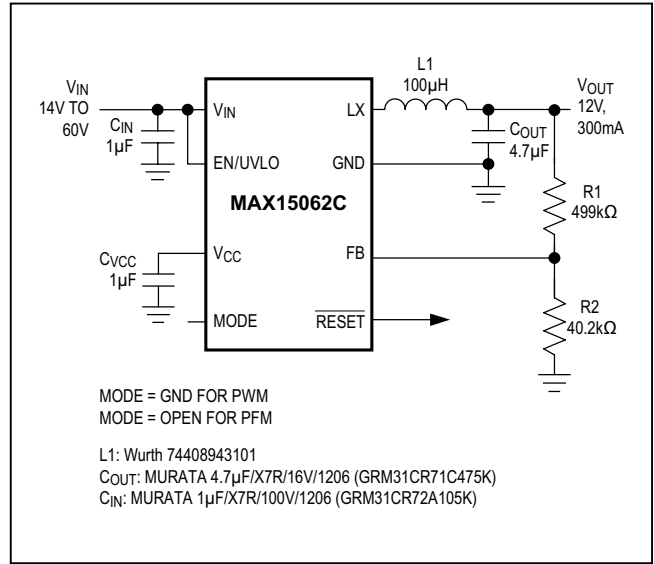 L1
100µH
VIN
14V TO
60V
CIN
1µF
VIN
LX
VOUT
12V,
300mA
COUT
4.7µF
EN/UVLO
GND
MAX15062C
R1
499kΩ
CVCC
1µF
VCC
FB
R2
40.2kΩ
MODE
RESET
MODE = GND FOR PWM
MODE = OPEN FOR PFM
L1: Wurth 74408943101
COUT: MURATA 4.7µF/X7R/16V/1206 (GRM31CR71C475K)
CIN: MURATA 1µF/X7R/100V/1206 (GRM31CR72A105K)